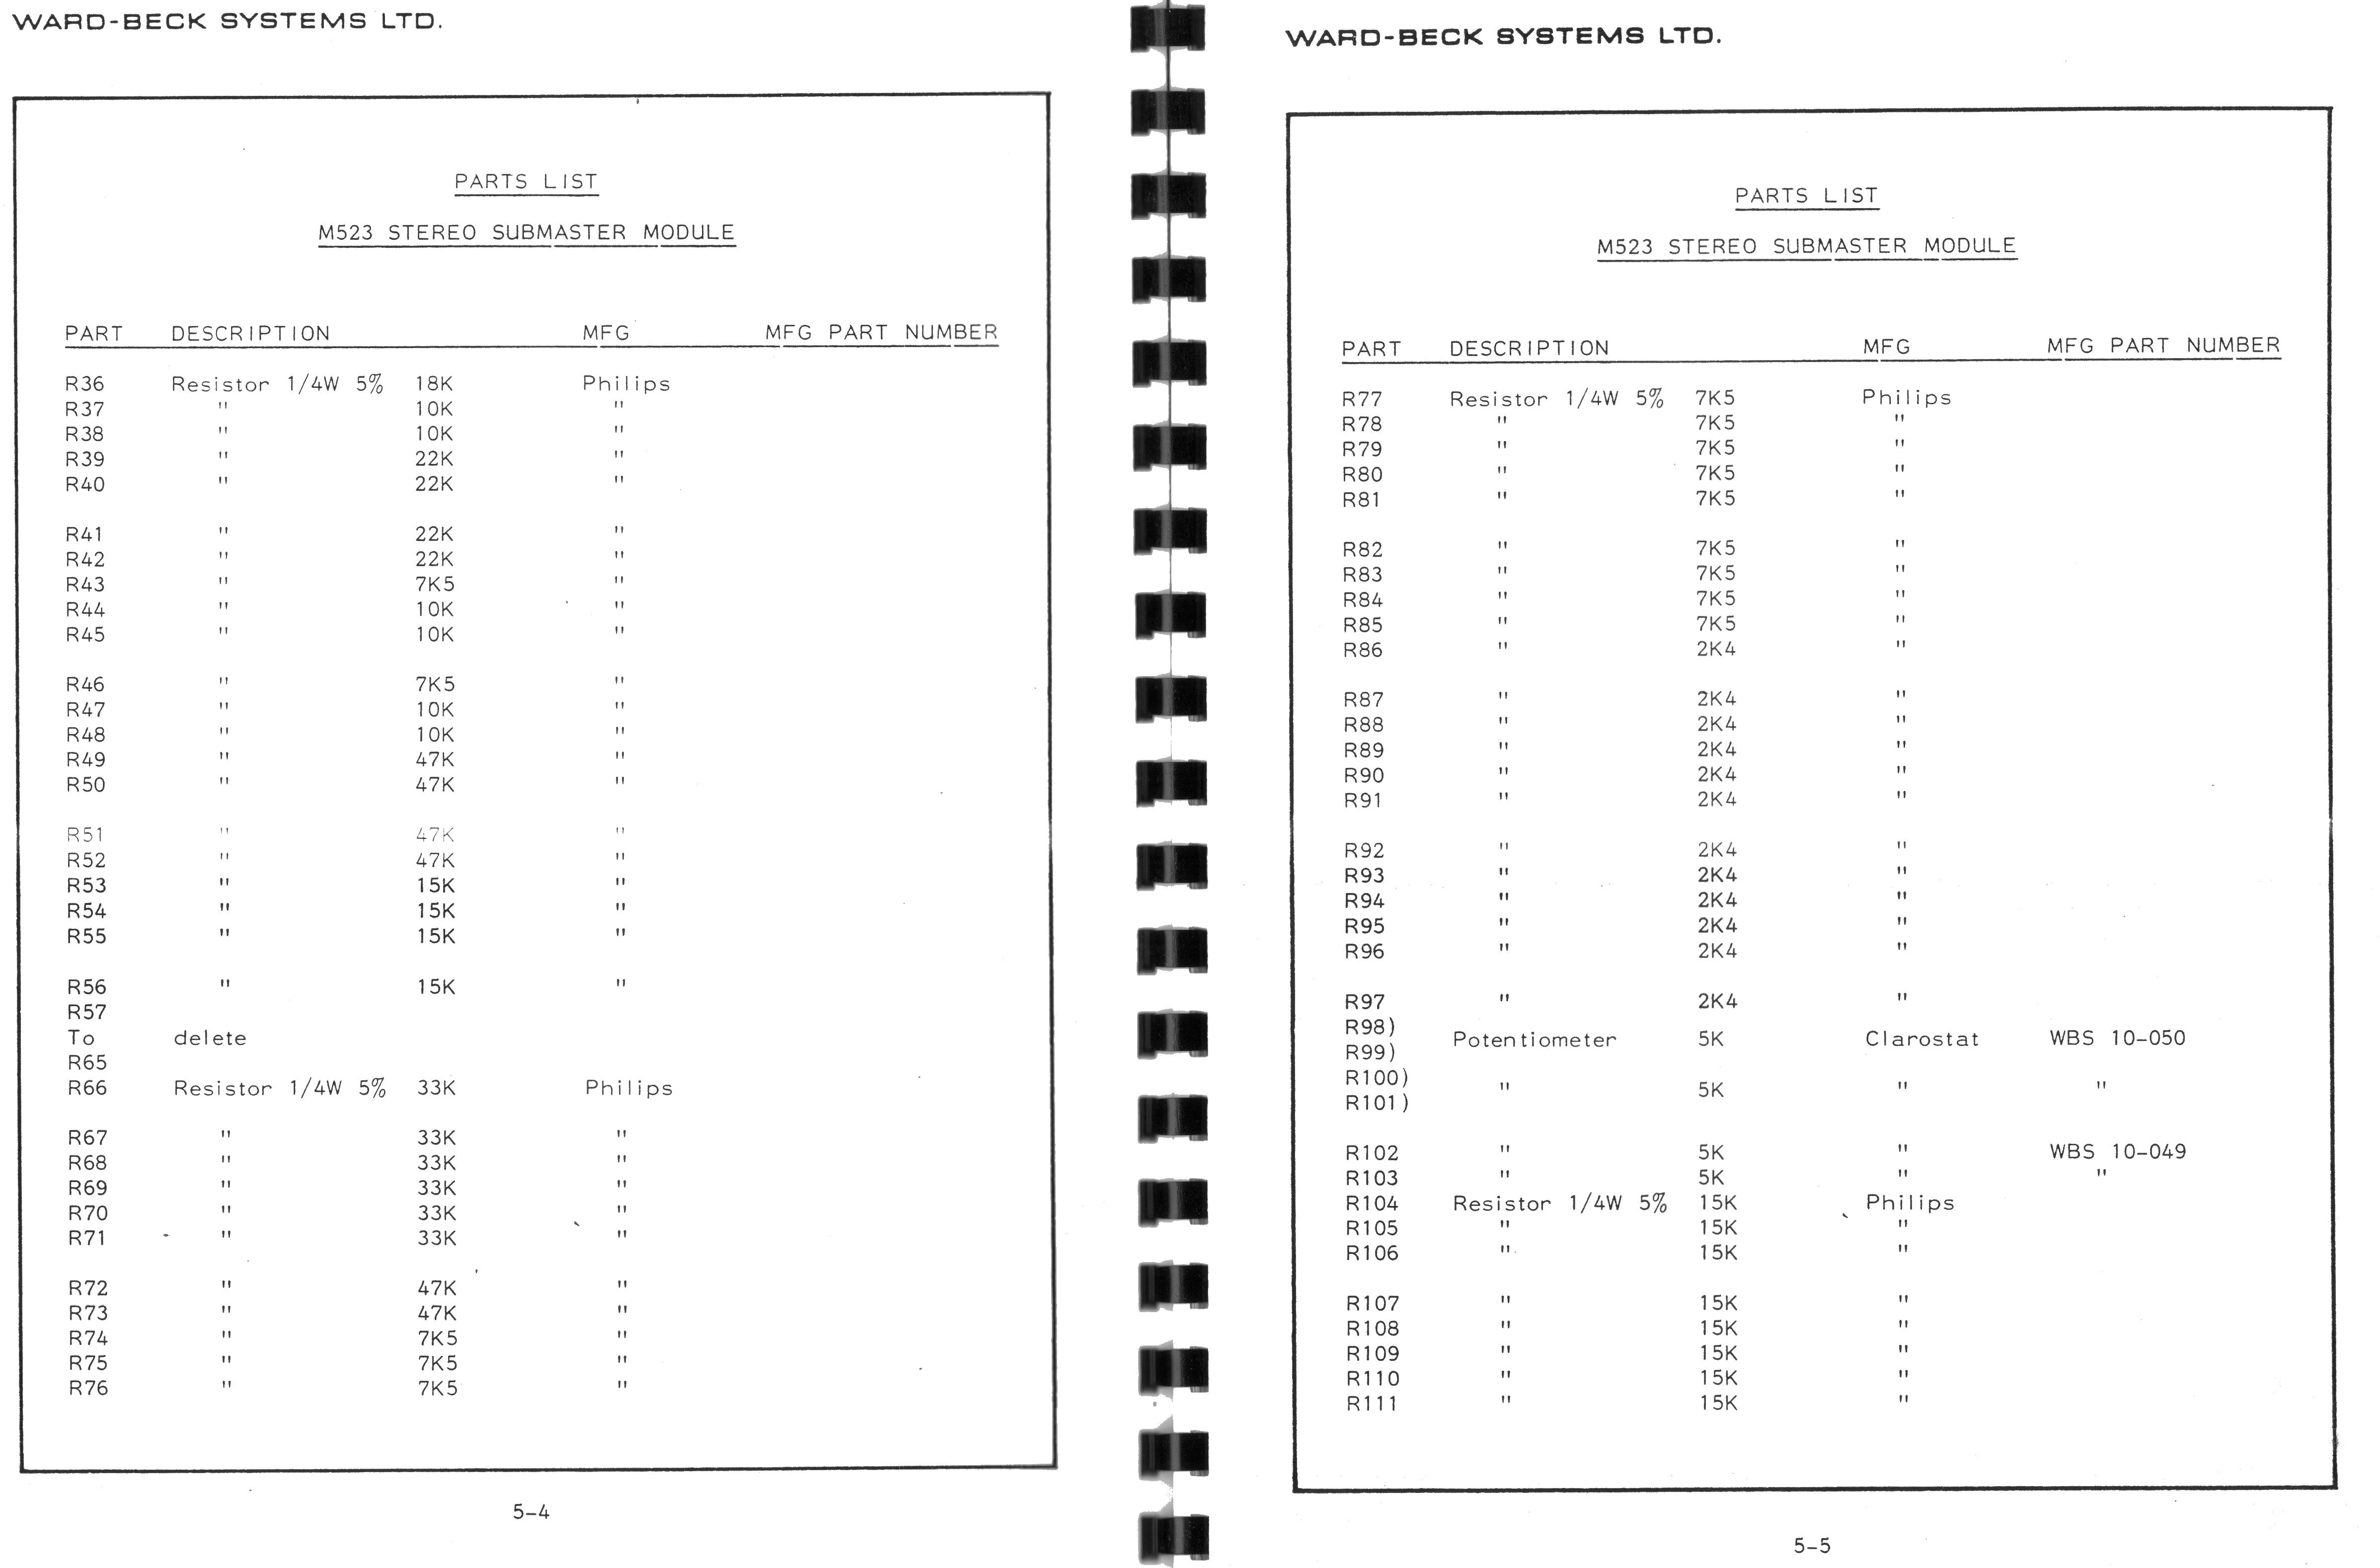 WARD-BECK SYSTEMS LTD.
PARTS LIST
M523 STEREO SUBMASTER MODULE
PART DESCRIPTION MFG MFG PART NUMBER
R36 Resistor 1/4W 5% 18K Philips
R37 " 10K "
R38 " 10K "
R39 " 22K "
R40 " 22K "
R41 " 22K "
R42 " 22K "
R43 " 7K5 "
R44 " 10K "
R45 " 10K "
R46 " 7K5 "
R47 " 10K "
R48 " 10K "
R49 " 47K "
R50 " 47K "
R51 " 47K "
R52 " 47K "
R53 " 15K "
R54 " 15K "
R55 " 15K "
R56 " 15K "
R57
To delete
R65
R66 Resistor 1/4W 5% 33K Philips
R67 " 33K "
R68 " 33K "
R69 " 33K "
R70 " 33K "
R71 " 33K "
R72 " 47K "
R73 " 47K "
R74 " 7K5 "
R75 " 7K5 "
R76 " 7K5 "
5-4
WARD-BECK SYSTEMS LTD.
PARTS LIST
M523 STEREO SUBMASTER MODULE
PART DESCRIPTION MFG MFG PART NUMBER
R77 Resistor 1/4W 5% 7K5 Philips
R78 " 7K5 "
R79 " 7K5 "
R80 " 7K5 "
R81 " 7K5 "
R82 " 7K5 "
R83 " 7K5 "
R84 " 7K5 "
R85 " 7K5 "
R86 " 2K4 "
R87 " 2K4 "
R88 " 2K4 "
R89 " 2K4 "
R90 " 2K4 "
R91 " 2K4 "
R92 " 2K4 "
R93 " 2K4 "
R94 " 2K4 "
R95 " 2K4 "
R96 " 2K4 "
R97 " 2K4 "
R98)
Potentiometer 5K Clarostat WBS 10-050
R99)
R100)
" 5K " "
R101)
R102 " 5K " WBS 10-049
R103 " 5K " "
R104 Resistor 1/4W 5% 15K Philips
R105 " 15K "
R106 " 15K "
R107 " 15K "
R108 " 15K "
R109 " 15K "
R110 " 15K "
R111 " 15K "
5-5